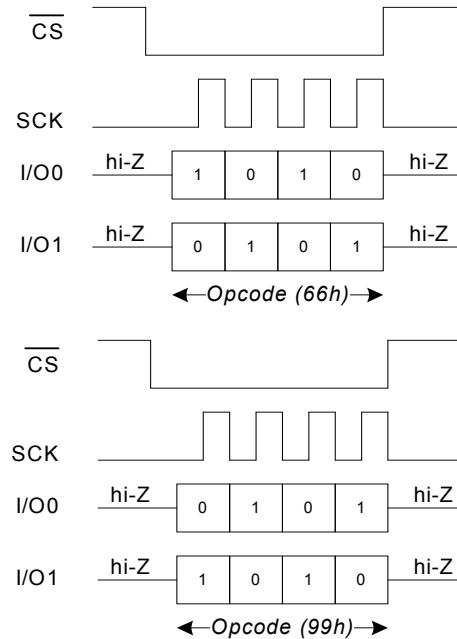 CS
SCK
I/O0 hi-Z 1 0 1 0 hi-Z
I/O1 hi-Z 0 1 0 1 hi-Z
Opcode (66h)
CS
SCK
I/O0 hi-Z 0 1 0 1 hi-Z
I/O1 hi-Z 1 0 1 0 hi-Z
Opcode (99h)